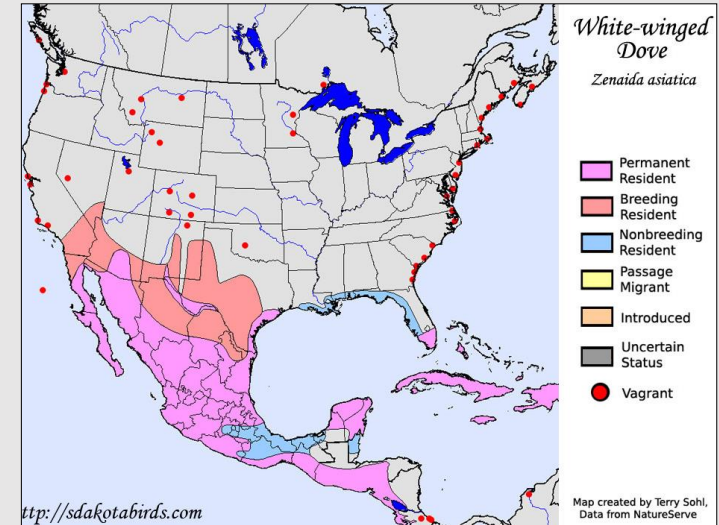 White-winged
Dove
Zenaida asiatica
Permanent
Resident
Breeding
Resident
Nonbreeding
Resident
Passage
Migrant
Introduced
Uncertain
Status
Vagrant
ttp://sdakotabirds.com
Map created by Terry Sohl,
Data from NatureServe